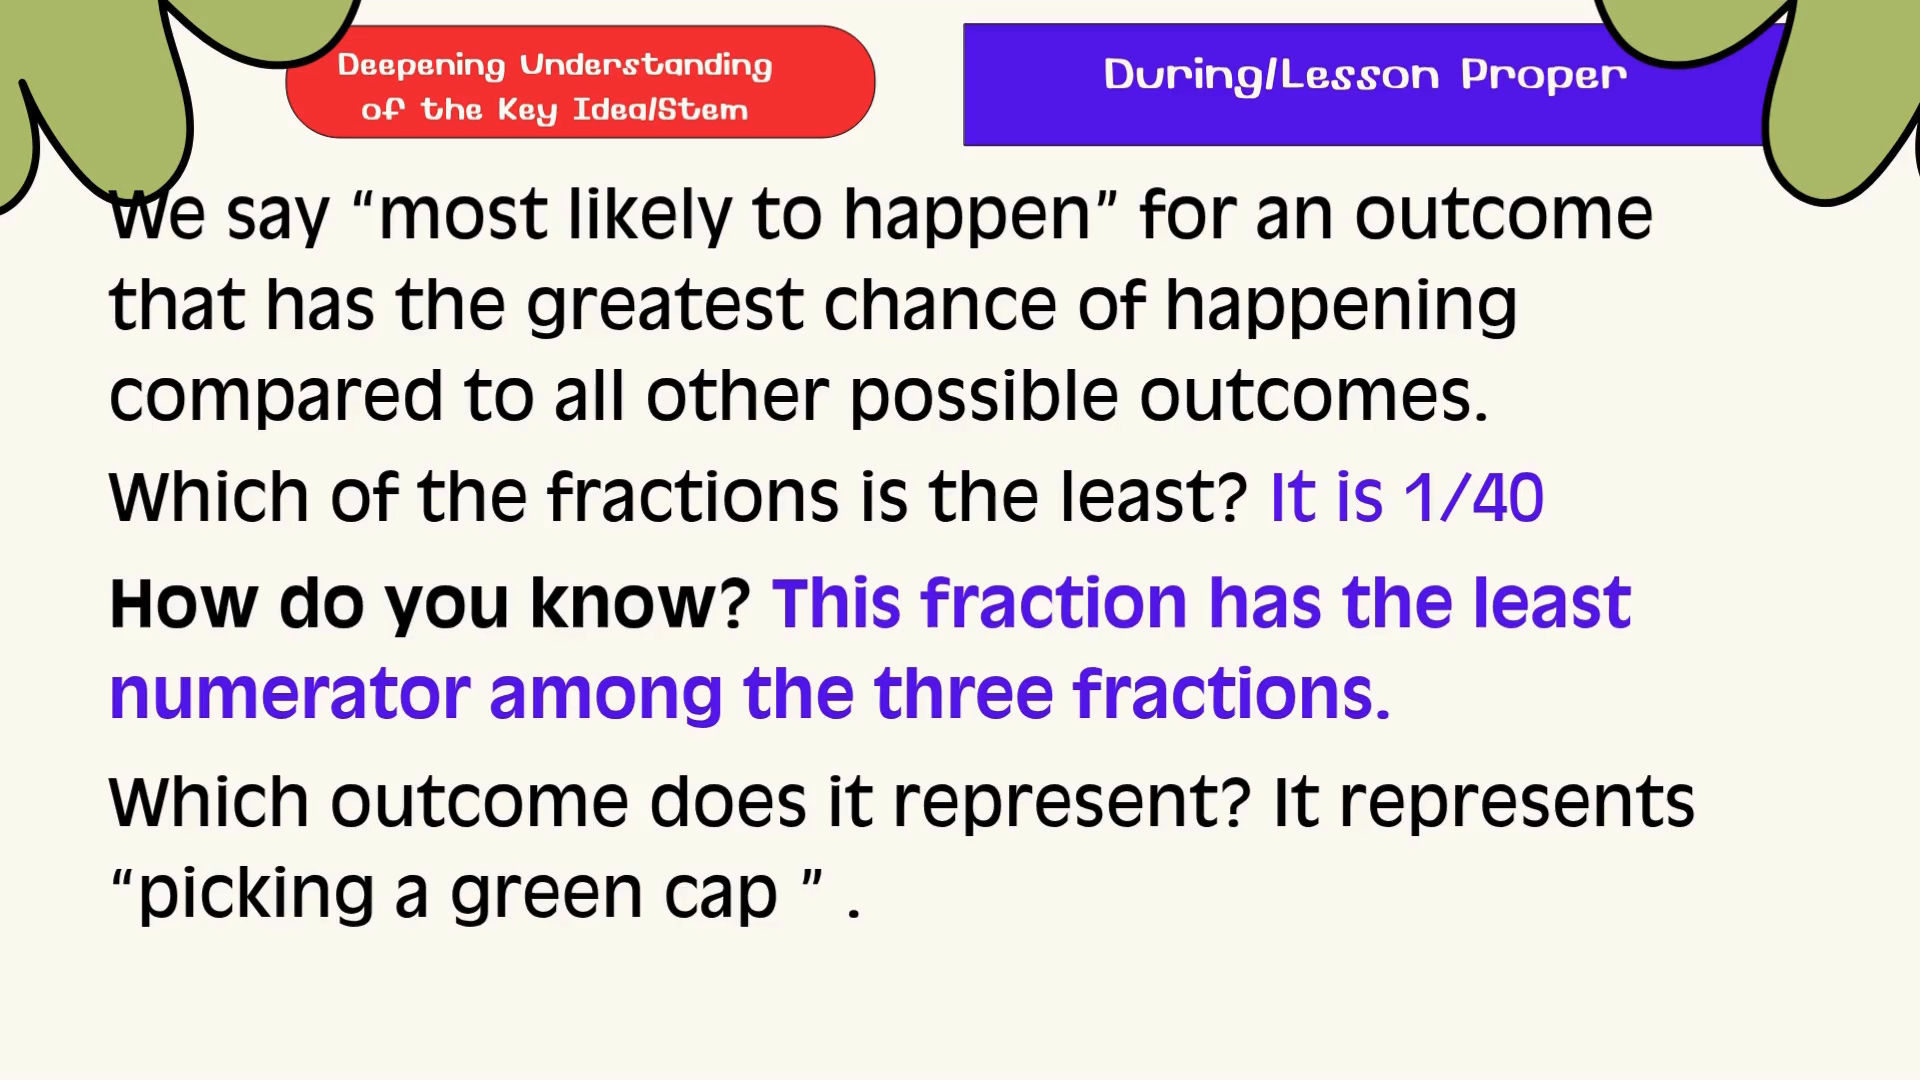 Deepening Understanding
of the Key Idea/Stem
During/Lesson Proper
We say “most likely to happen” for an outcome
that has the greatest chance of happening
compared to all other possible outcomes.
Which of the fractions is the least? It is 1/40
How do you know? This fraction has the least
numerator among the three fractions.
Which outcome does it represent? It represents
“picking a green cap ” .